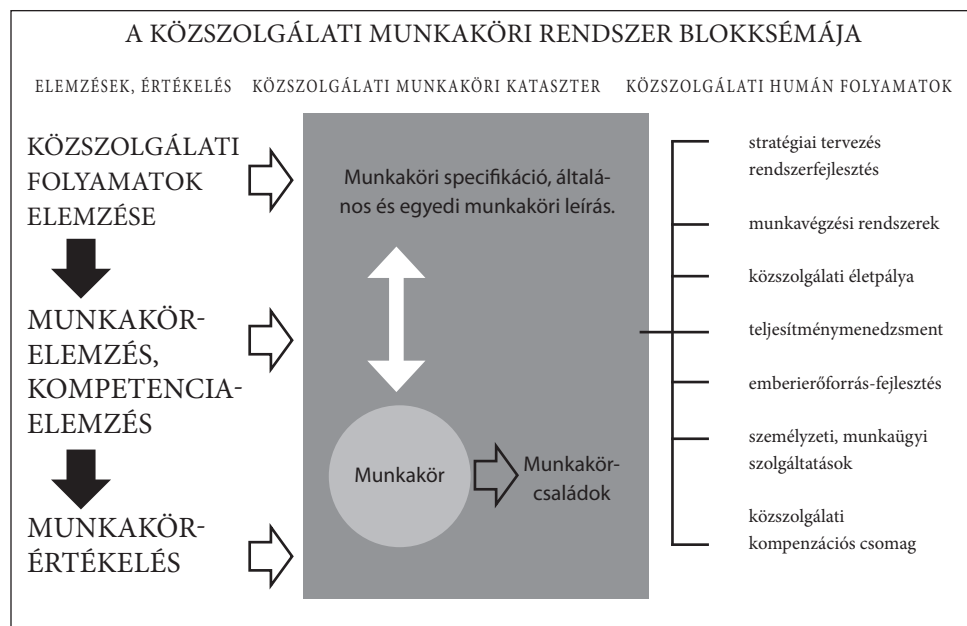 A KÖZSZOLGÁLATI MUNKAKÖRI RENDSZER BLOKKSÉMÁJA
ELEMZÉSEK, ÉRTÉKELÉS
KÖZSZOLGÁLATI MUNKAKÖRI KATASZTER
KÖZSZOLGÁLATI HUMÁN FOLYAMATOK
KÖZSZOLGÁLATI
FOLYAMATOK
ELEMZÉSE
MUNKAKÖR-
ELEMZÉS,
KOMPETENCIA-
ELEMZÉS
MUNKAKÖR-
ÉRTÉKELÉS
Munkaköri specifikáció, általá-
nos és egyedi munkaköri leírás.
Munkakör
Munkakör-
családok
stratégiai tervezés
rendszerfejlesztés
munkavégzési rendszerek
közszolgálati életpálya
teljesítménymenedzsment
emberierőforrás-fejlesztés
személyzeti, munkaügyi
szolgáltatások
közszolgálati
kompenzációs csomag